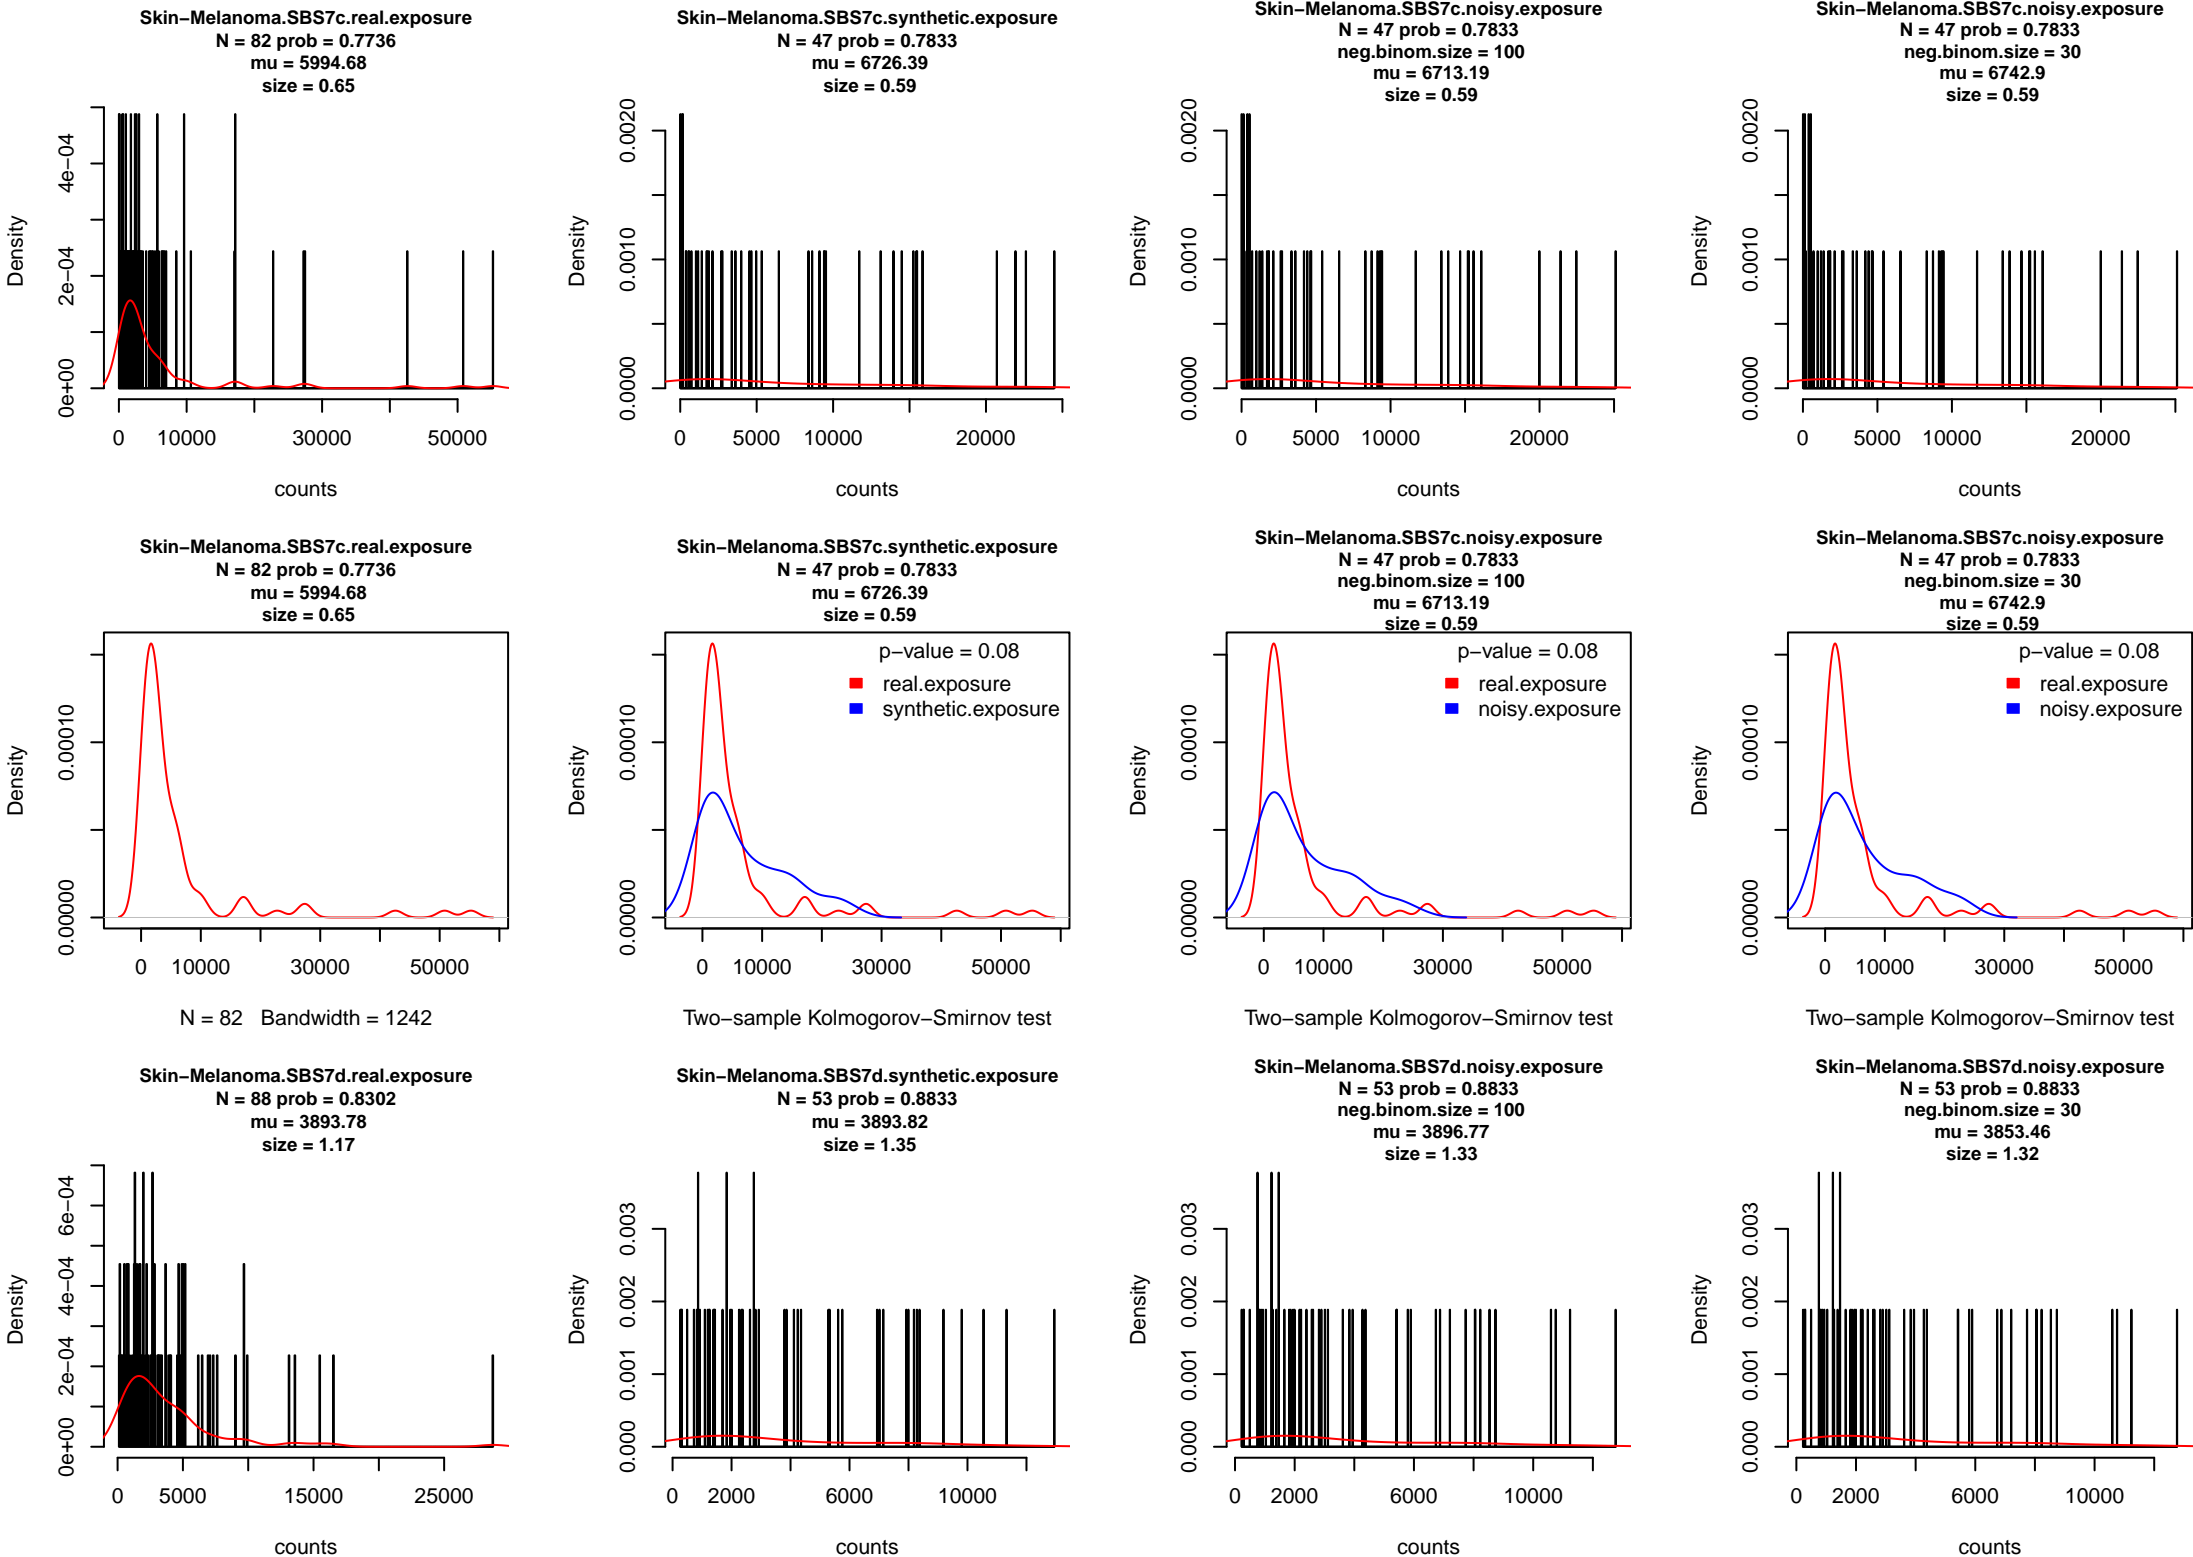 Skin−Melanoma.SBS7c.real.exposure
N = 82 prob = 0.7736
mu = 5994.68
size = 0.65
Density
0e+00 2e−04 4e−04
0 10000 30000 50000
counts
Skin−Melanoma.SBS7c.synthetic.exposure
N = 47 prob = 0.7833
mu = 6726.39
size = 0.59
Density
0.0000 0.0010 0.0020
0 5000 10000 20000
counts
Skin−Melanoma.SBS7c.noisy.exposure
N = 47 prob = 0.7833
neg.binom.size = 100
mu = 6713.19
size = 0.59
Density
0.0000 0.0010 0.0020
0 5000 10000 20000
counts
Skin−Melanoma.SBS7c.noisy.exposure
N = 47 prob = 0.7833
neg.binom.size = 30
mu = 6742.9
size = 0.59
Density
0.0000 0.0010 0.0020
0 5000 10000 20000
counts
Skin−Melanoma.SBS7c.real.exposure
N = 82 prob = 0.7736
mu = 5994.68
size = 0.65
Density
0.00000 0.00010
0 10000 30000 50000
N = 82 Bandwidth = 1242
Skin−Melanoma.SBS7c.synthetic.exposure
N = 47 prob = 0.7833
mu = 6726.39
size = 0.59
p−value = 0.08
real.exposure
synthetic.exposure
Density
0.00000 0.00010
0 10000 30000 50000
Two−sample Kolmogorov−Smirnov test
Skin−Melanoma.SBS7c.noisy.exposure
N = 47 prob = 0.7833
neg.binom.size = 100
mu = 6713.19
size = 0.59
p−value = 0.08
real.exposure
noisy.exposure
Density
0.00000 0.00010
0 10000 30000 50000
Two−sample Kolmogorov−Smirnov test
Skin−Melanoma.SBS7c.noisy.exposure
N = 47 prob = 0.7833
neg.binom.size = 30
mu = 6742.9
size = 0.59
p−value = 0.08
real.exposure
noisy.exposure
Density
0.00000 0.00010
0 10000 30000 50000
Two−sample Kolmogorov−Smirnov test
Skin−Melanoma.SBS7d.real.exposure
N = 88 prob = 0.8302
mu = 3893.78
size = 1.17
Density
0e+00 2e−04 4e−04 6e−04
0 5000 15000 25000
counts
Skin−Melanoma.SBS7d.synthetic.exposure
N = 53 prob = 0.8833
mu = 3893.82
size = 1.35
Density
0.000 0.001 0.002 0.003
0 2000 6000 10000
counts
Skin−Melanoma.SBS7d.noisy.exposure
N = 53 prob = 0.8833
neg.binom.size = 100
mu = 3896.77
size = 1.33
Density
0.000 0.001 0.002 0.003
0 2000 6000 10000
counts
Skin−Melanoma.SBS7d.noisy.exposure
N = 53 prob = 0.8833
neg.binom.size = 30
mu = 3853.46
size = 1.32
Density
0.000 0.001 0.002 0.003
0 2000 6000 10000
counts